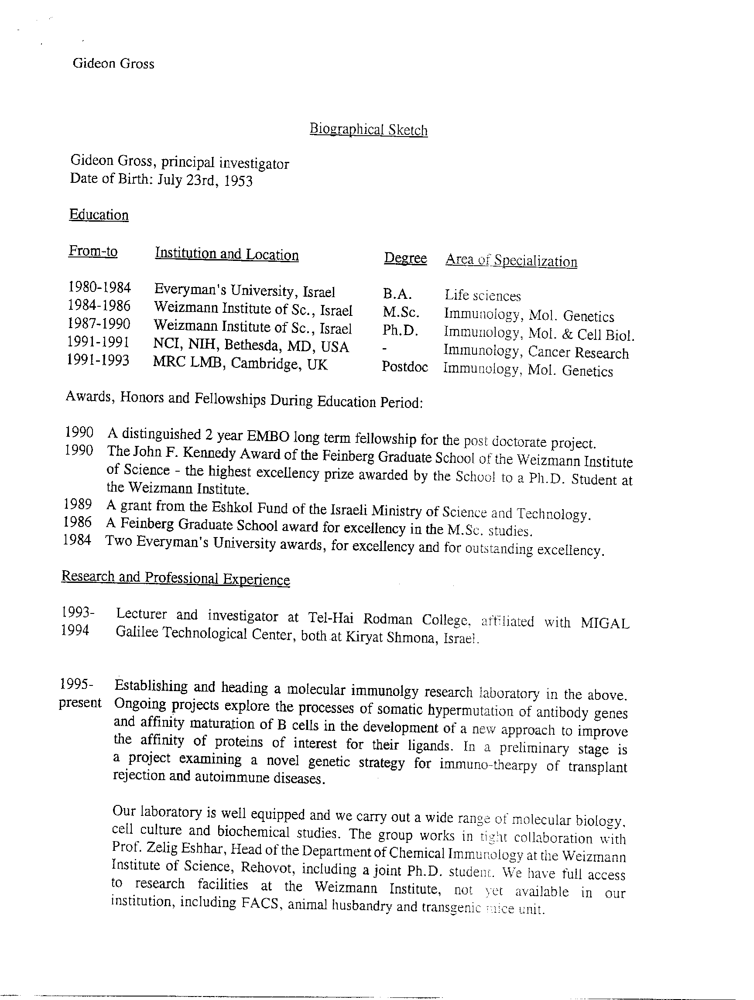 Gideon Gross
Biographical Sketch
Gideon Gross, principal investigator
Date of Birth: July 23rd, 1953
Education
From-to Institution and Location Degree Area of Specialization
1980-1984 Everyman's University, Israel B.A. Life sciences
1984-1986 Weizmann Institute of Sc., Israel M.Sc. Immunology, Mol. Genetics
1987-1990 Weizmann Institute of Sc., Israel Ph.D. Immunology, Mol. & Cell Biol.
1991-1991 NCI, NIH, Bethesda, MD, USA - Immunology, Cancer Research
1991-1993 MRC LMB, Cambridge, UK Postdoc Immunology, Mol. Genetics
Awards, Honors and Fellowships During Education Period:
1990 A distinguished 2 year EMBO long term fellowship for the post doctorate project.
1990 The John F. Kennedy Award of the Feinberg Graduate School of the Weizmann Institute
of Science - the highest excellency prize awarded by the School to a Ph.D. Student at
the Weizmann Institute.
1989 A grant from the Eshkol Fund of the Israeli Ministry of Science and Technology.
1986 A Feinberg Graduate School award for excellency in the M.Sc. studies.
1984 Two Everyman's University awards, for excellency and for outstanding excellency.
Research and Professional Experience
1993- Lecturer and investigator at Tel-Hai Rodman College, affiliated with MIGAL
1994 Galilee Technological Center, both at Kiryat Shmona, Israel.
1995- Establishing and heading a molecular immunolgy research laboratory in the above.
present Ongoing projects explore the processes of somatic hypermutation of antibody genes
and affinity maturation of B cells in the development of a new approach to improve
the affinity of proteins of interest for their ligands. In a preliminary stage is
a project examining a novel genetic strategy for immuno-thearpy of transplant
rejection and autoimmune diseases.
Our laboratory is well equipped and we carry out a wide range of molecular biology,
cell culture and biochemical studies. The group works in tight collaboration with
Prof. Zelig Eshhar, Head of the Department of Chemical Immunology at the Weizmann
Institute of Science, Rehovot, including a joint Ph.D. student. We have full access
to research facilities at the Weizmann Institute, not yet available in our
institution, including FACS, animal husbandry and transgenic mice unit.